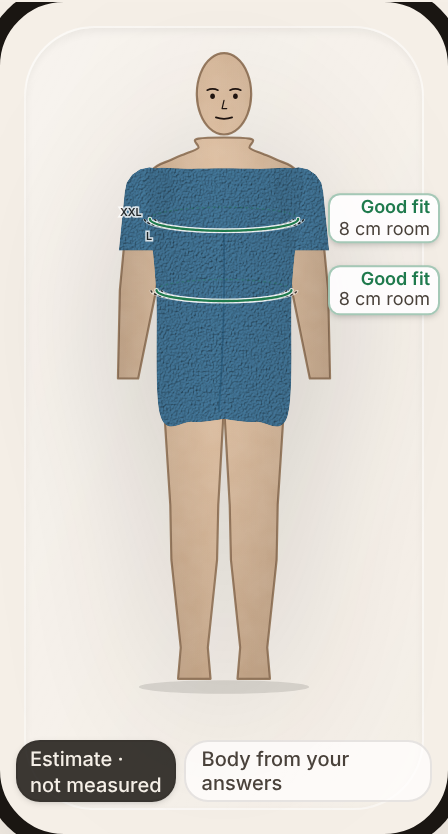 XXL
L
Good fit
8 cm room
Good fit
8 cm room
Estimate ·
not measured
Body from your
answers